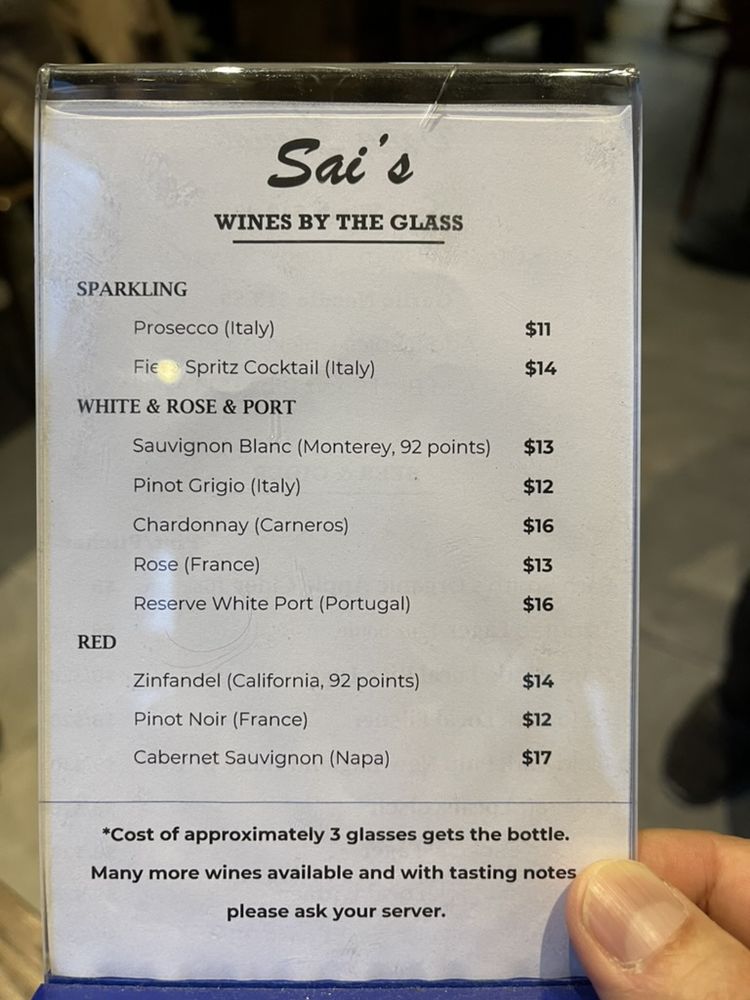 Sai's
WINES BY THE GLASS
SPARKLING
Prosecco (Italy) $11
Spritz Cocktail (Italy) $14
WHITE & ROSE & PORT
Sauvignon Blanc (Monterey, 92 points) $13
Pinot Grigio (Italy) $12
Chardonnay (Carneros) $16
Rose (France) $13
Reserve White Port (Portugal) $16
RED
Zinfandel (California, 92 points) $14
Pinot Noir (France) $12
Cabernet Sauvignon (Napa) $17
*Cost of approximately 3 glasses gets the bottle.
Many more wines available and with tasting notes
please ask your server.